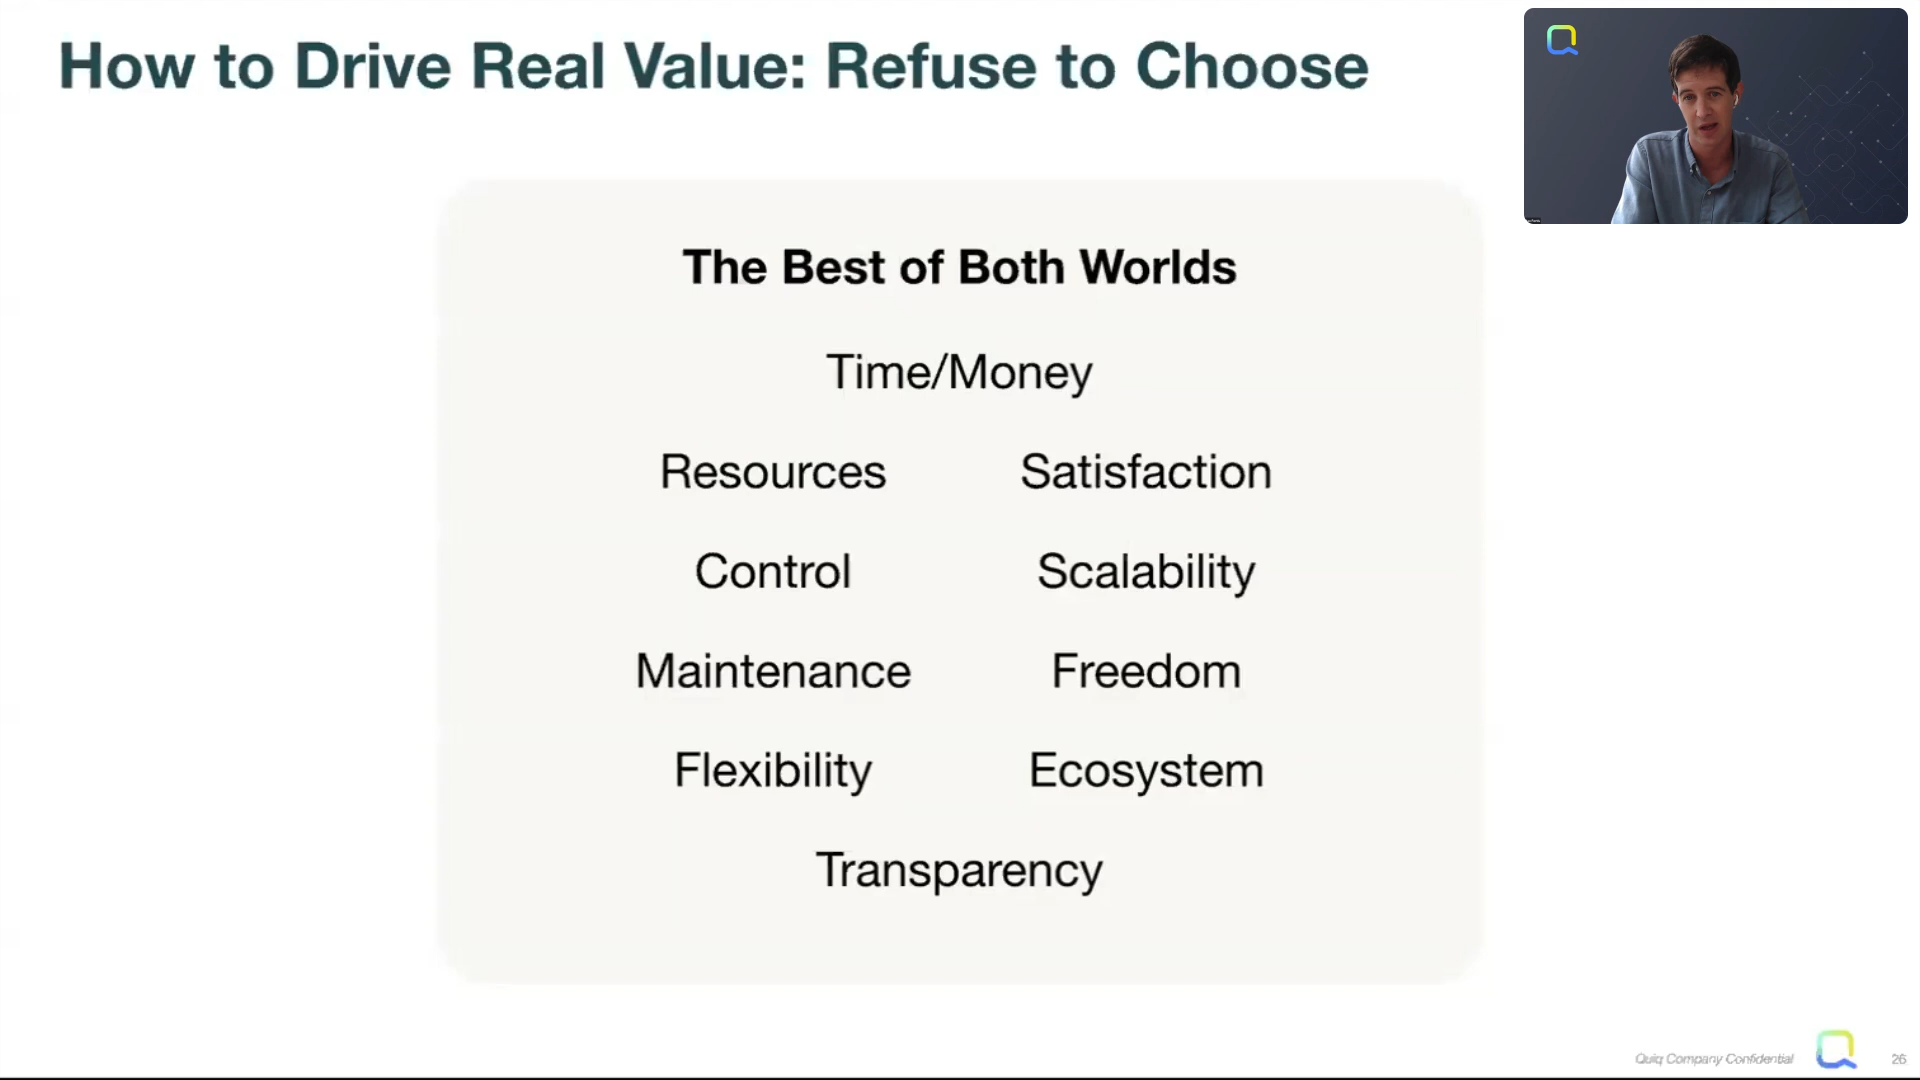 How to Drive Real Value: Refuse to Choose
The Best of Both Worlds
Time/Money
Resources Satisfaction
Control Scalability
Maintenance Freedom
Flexibility Ecosystem
Transparency
Quiq Company Confidential
26